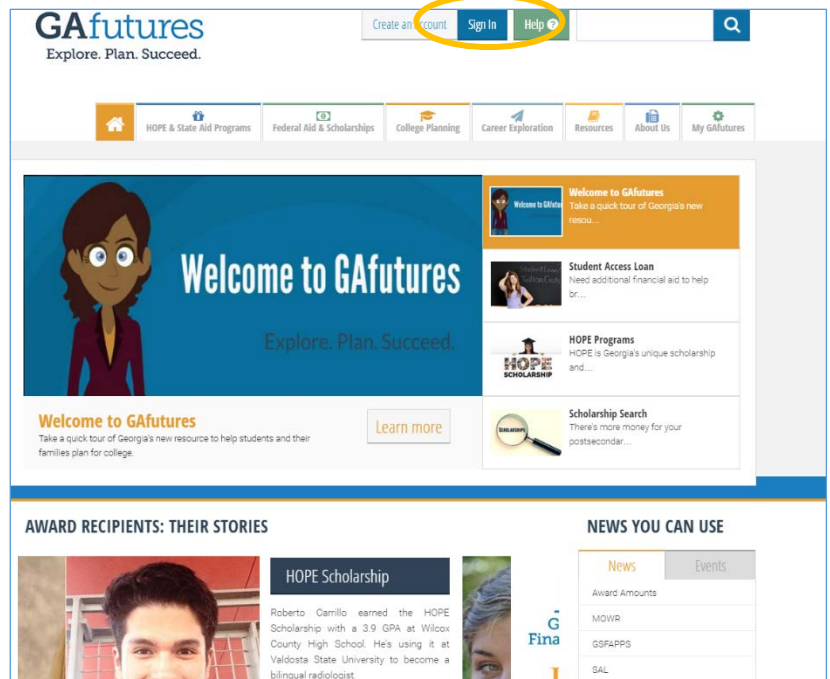 GAfutures
Explore. Plan. Succeed.
Create an account
Sign In
Help
HOPE & State Aid Programs
Federal Aid & Scholarships
College Planning
Career Exploration
Resources
About Us
My GAfutures
Welcome to GAfutures
Explore. Plan. Succeed.
Welcome to GAfutures
Take a quick tour of Georgia's new resource to help students and their
families plan for college.
Learn more
Welcome to GAfutur
Welcome to GAfutures
Take a quick tour of Georgia's new
resou...
Student Access Loan
Need additional financial aid to help
br...
HOPE
SCHOLARSHIP
HOPE Programs
HOPE is Georgia's unique scholarship
and...
SCHOLARSHIPS
Scholarship Search
There's more money for your
postsecondar...
AWARD RECIPIENTS: THEIR STORIES
HOPE Scholarship
Roberto Carrillo earned the HOPE
Scholarship with a 3.9 GPA at Wilcox
County High School. He's using it at
Valdosta State University to become a
bilingual radiologist.
G
Fina
NEWS YOU CAN USE
News
Events
Award Amounts
MOWR
GSFAPPS
SAL